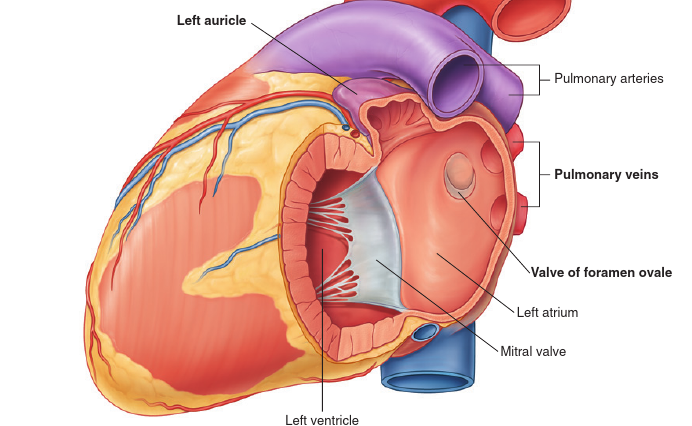 Left auricle
Pulmonary arteries
Pulmonary veins
Valve of foramen ovale
Left atrium
Mitral valve
Left ventricle